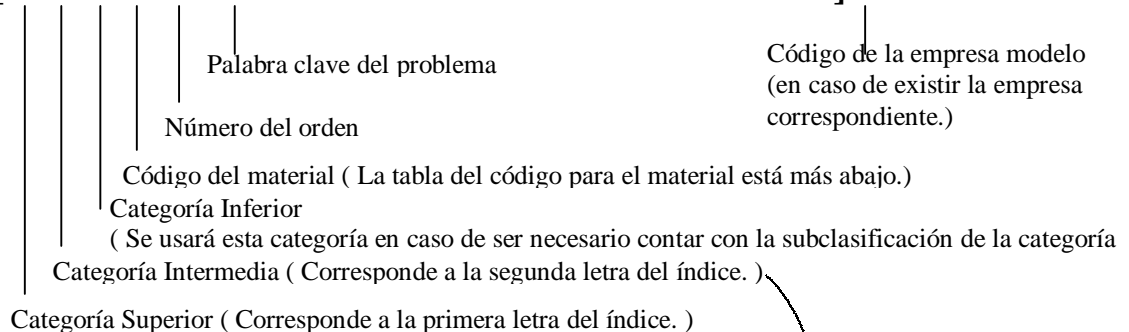 Palabra clave del problema
Código de la empresa modelo
(en caso de existir la empresa
correspondiente.)
Número del orden
Código del material ( La tabla del código para el material está más abajo.)
Categoría Inferior
( Se usará esta categoría en caso de ser necesario contar con la subclasificación de la categoría
Categoría Intermedia ( Corresponde a la segunda letra del índice. )
Categoría Superior ( Corresponde a la primera letra del índice. )